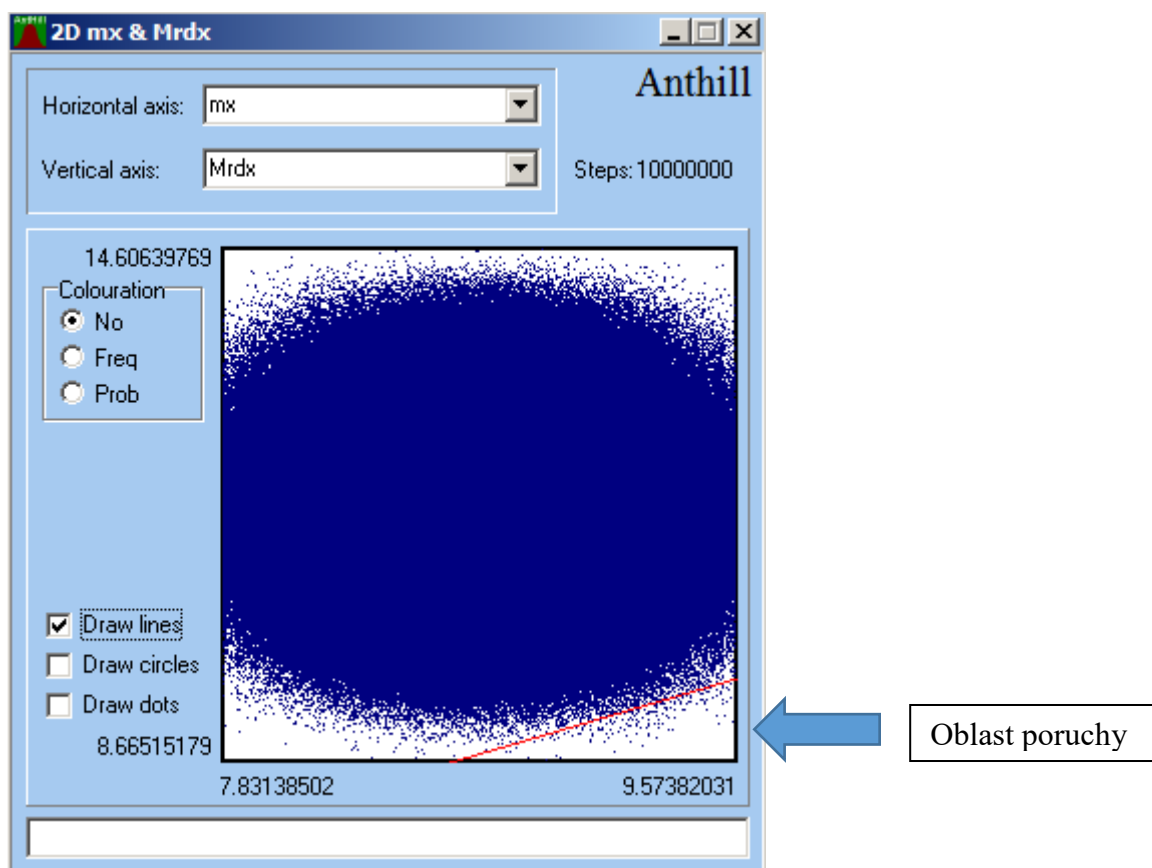 AntHill
2D mx & Mrdx
Anthill
Horizontal axis: mx
Vertical axis: Mrdx
Steps: 10000000
14.60639769
Colouration
No
Freq
Prob
Draw lines
Draw circles
Draw dots
8.66515179
7.83138502 9.57382031
Oblast poruchy